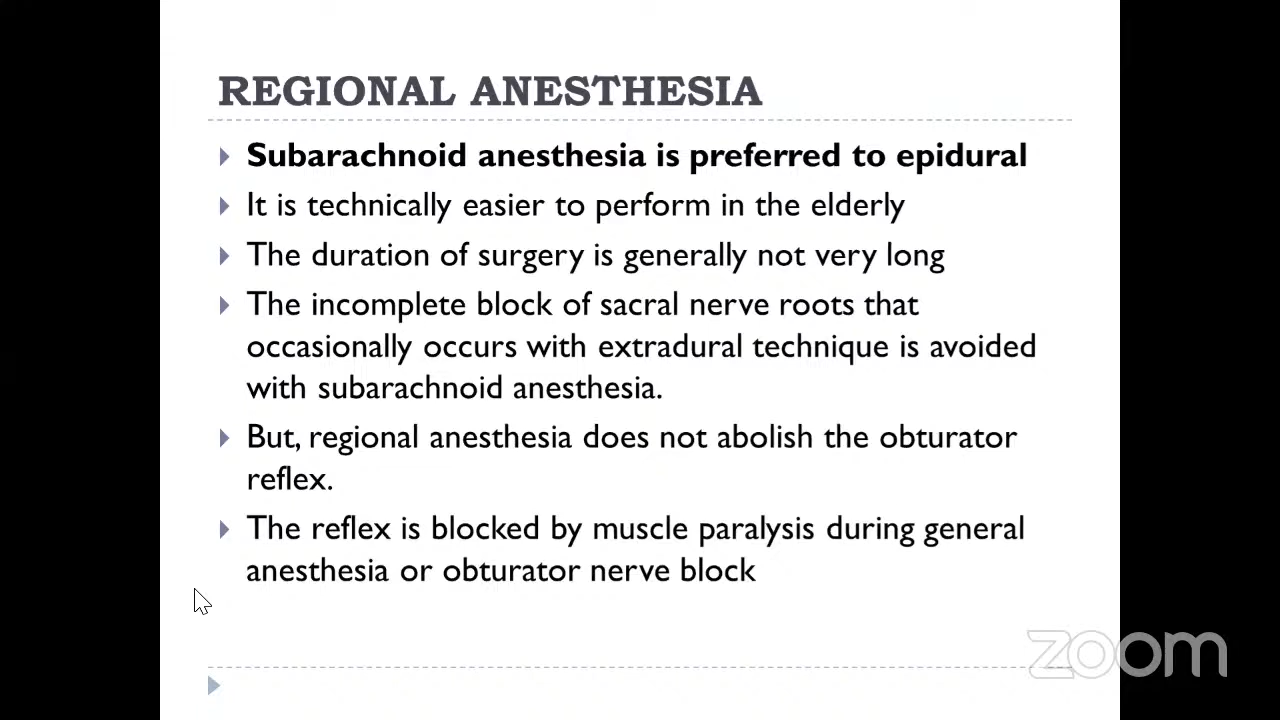 REGIONAL ANESTHESIA
Subarachnoid anesthesia is preferred to epidural
It is technically easier to perform in the elderly
The duration of surgery is generally not very long
The incomplete block of sacral nerve roots that
occasionally occurs with extradural technique is avoided
with subarachnoid anesthesia.
But, regional anesthesia does not abolish the obturator
reflex.
The reflex is blocked by muscle paralysis during general
anesthesia or obturator nerve block
zoom